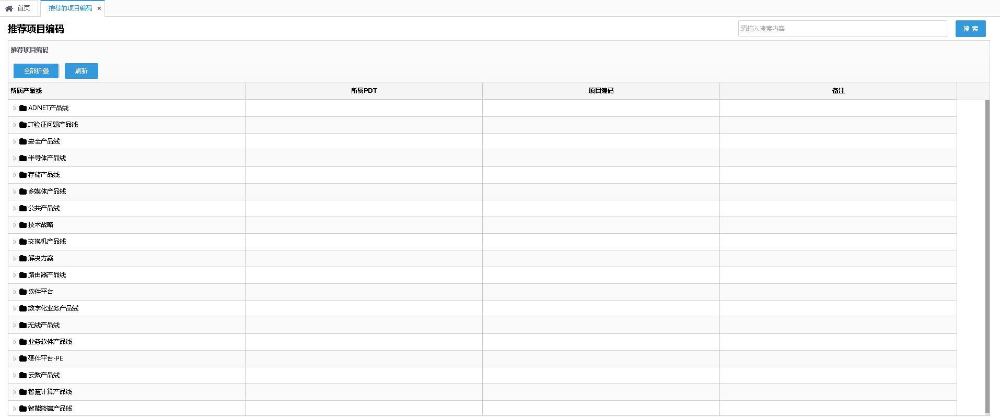 首页 推荐的项目编码 ×
推荐项目编码 请输入搜索内容 搜 索
推荐项目编码
全部折叠 刷新
所属产品线 所属PDT 项目编码 备注
ADNET产品线
IT验证问题产品线
安全产品线
半导体产品线
存储产品线
多媒体产品线
公共产品线
技术战略
交换机产品线
解决方案
路由器产品线
软件平台
数字化业务产品线
无线产品线
业务软件产品线
硬件平台-PE
云数产品线
智慧计算产品线
智能终端产品线